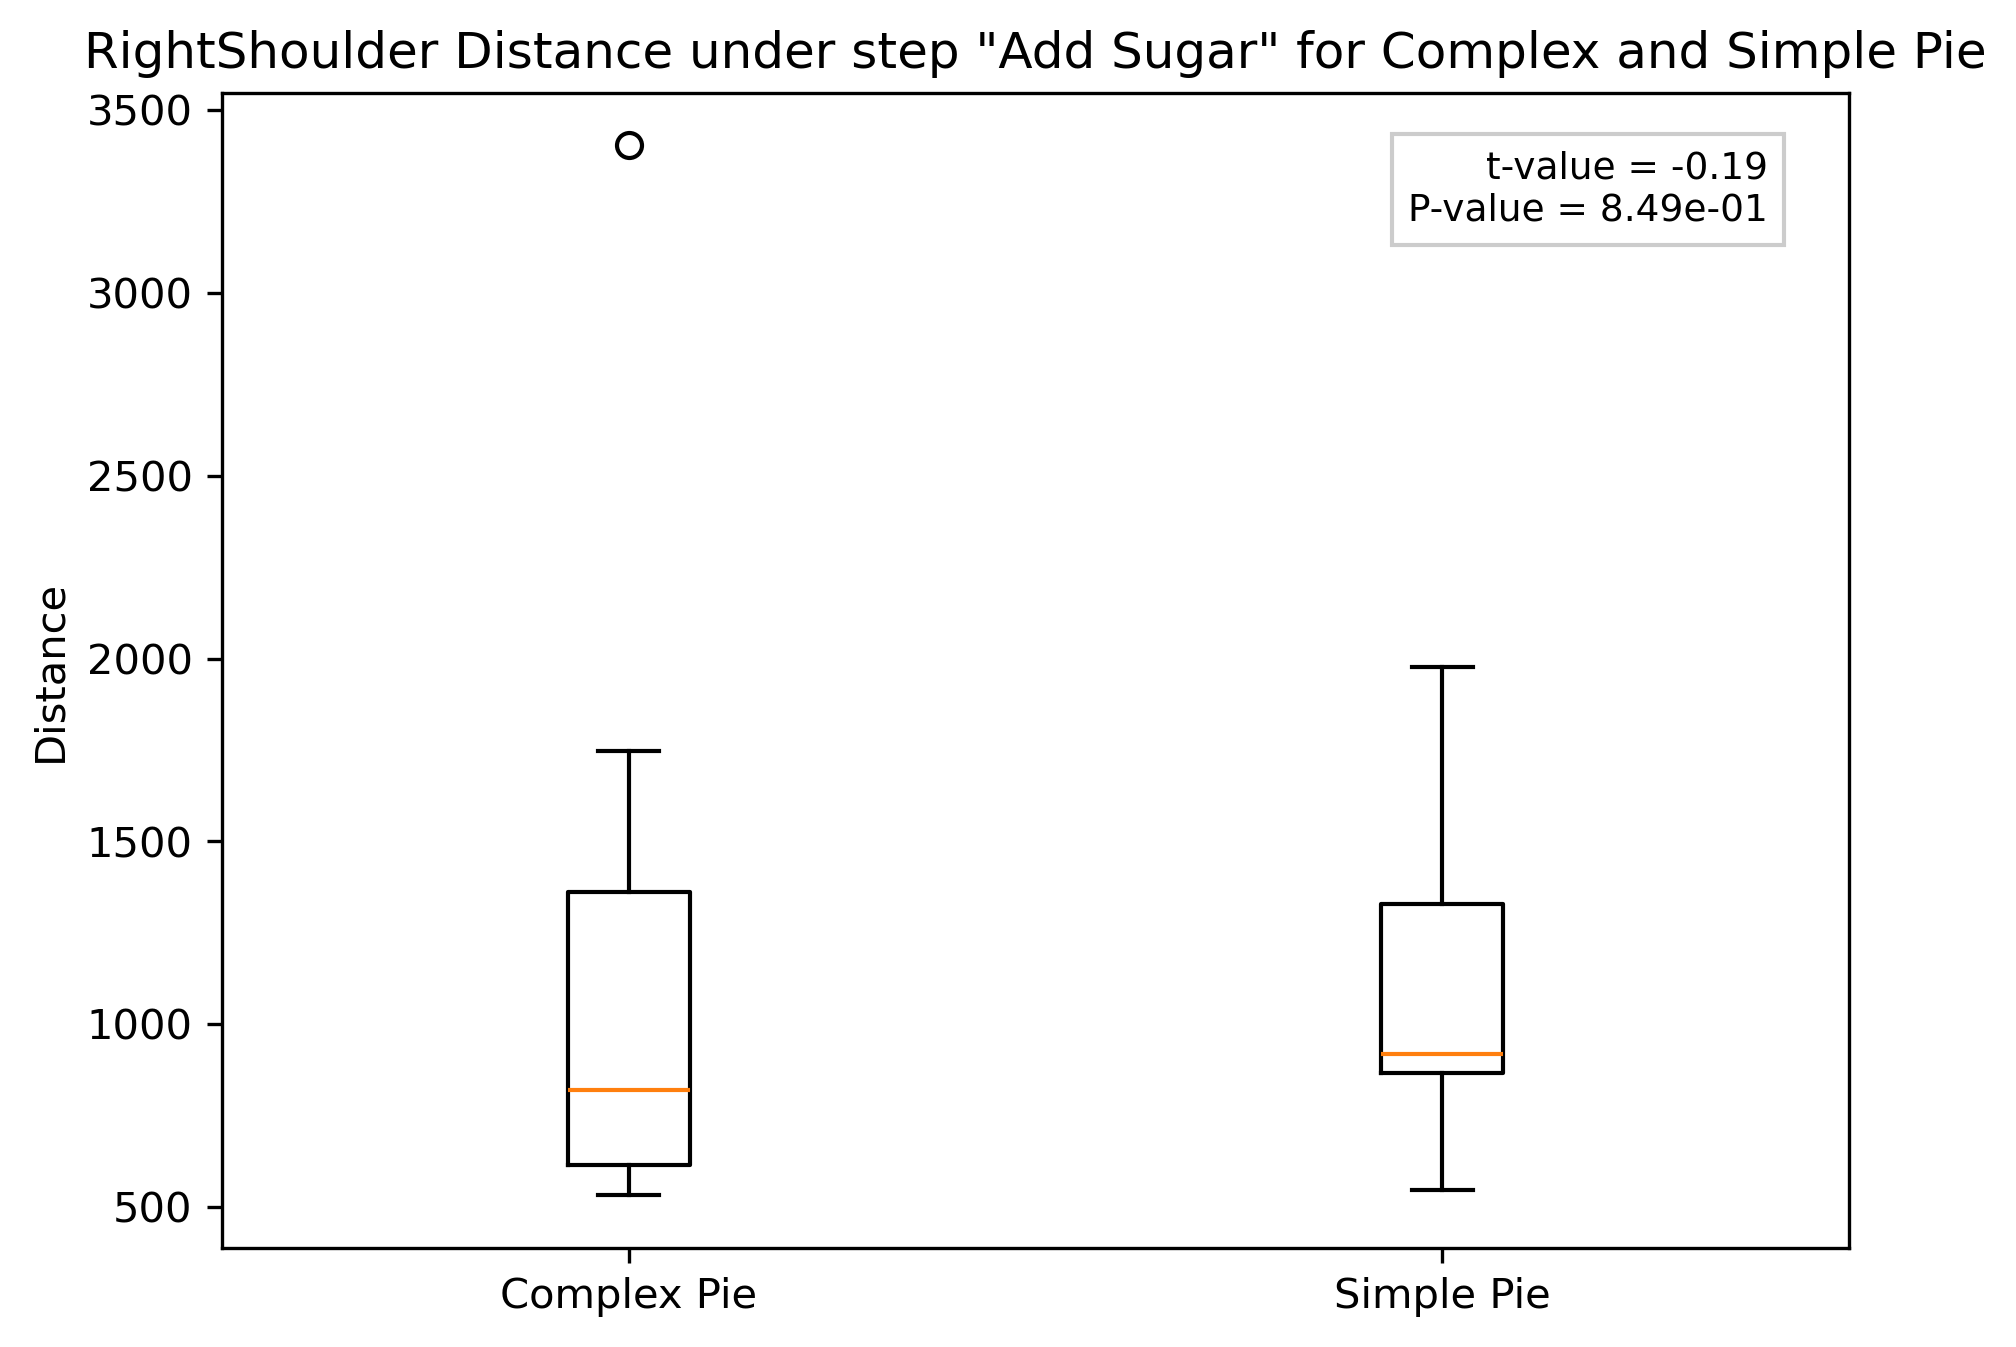 RightShoulder Distance under step "Add Sugar" for Complex and Simple Pie
3500
3000
2500
2000
1500
1000
500
Distance
t-value = -0.19
P-value = 8.49e-01
Complex Pie
Simple Pie